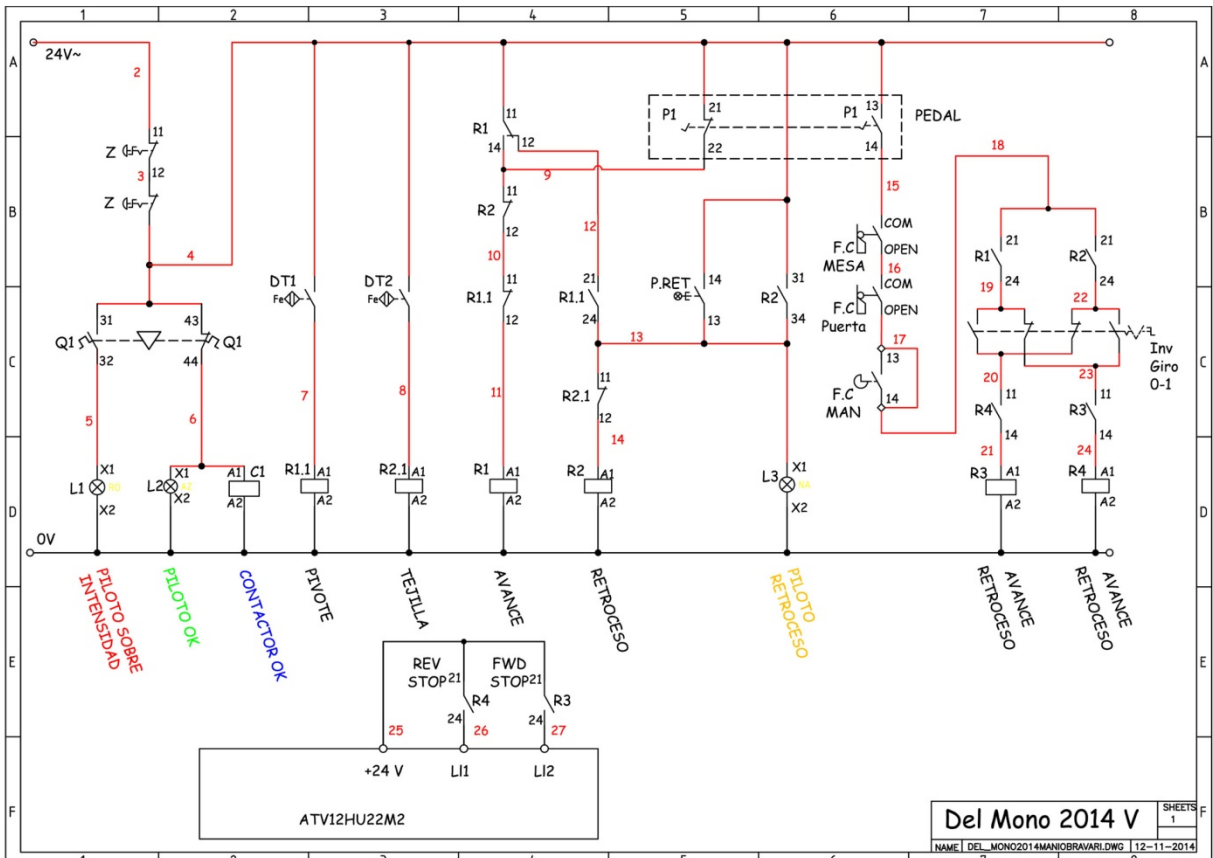 1 2 3 4 5 6 7 8
A A
24V~
2
Z
11
12
3
Z
4
Q1
31
32
43
44
Q1
5
6
L1
X1
RO
X2
L2
X1
AZ
X2
A1 C1
A2
DT1
Fe
7
R1.1 A1
A2
DT2
Fe
8
R2.1 A1
A2
R1
11
12
14
9
R2
11
12
10
R1.1
11
12
11
R1
A1
A2
12
R1.1
21
24
13
R2.1
11
12
14
R2
A1
A2
P1
21
22
P1
13
14
PEDAL
P.RET
14
13
R2
31
34
L3
X1
NA
X2
15
COM
F.C
MESA
OPEN
16
COM
F.C
Puerta
OPEN
17
13
F.C
MAN
14
18
R1
21
24
19
R2
21
24
22
Inv
Giro
0-1
20
23
R4
11
14
21
R3
A1
A2
R3
11
14
24
R4
A1
A2
B B
C C
D D
0V
PILOTO SOBRE
INTENSIDAD
PILOTO OK
CONTACTOR OK
PIVOTE
TEJILLA
AVANCE
RETROCESO
PILOTO
RETROCESO
AVANCE
RETROCESO
AVANCE
RETROCESO
E E
REV
STOP
21
R4
24
FWD
STOP
21
R3
24
25
26
27
+24 V
LI1
LI2
ATV12HU22M2
F F
Del Mono 2014 V
SHEETS
1
NAME DEL_MONO2014MANIOBRAVARI.DWG 12-11-2014